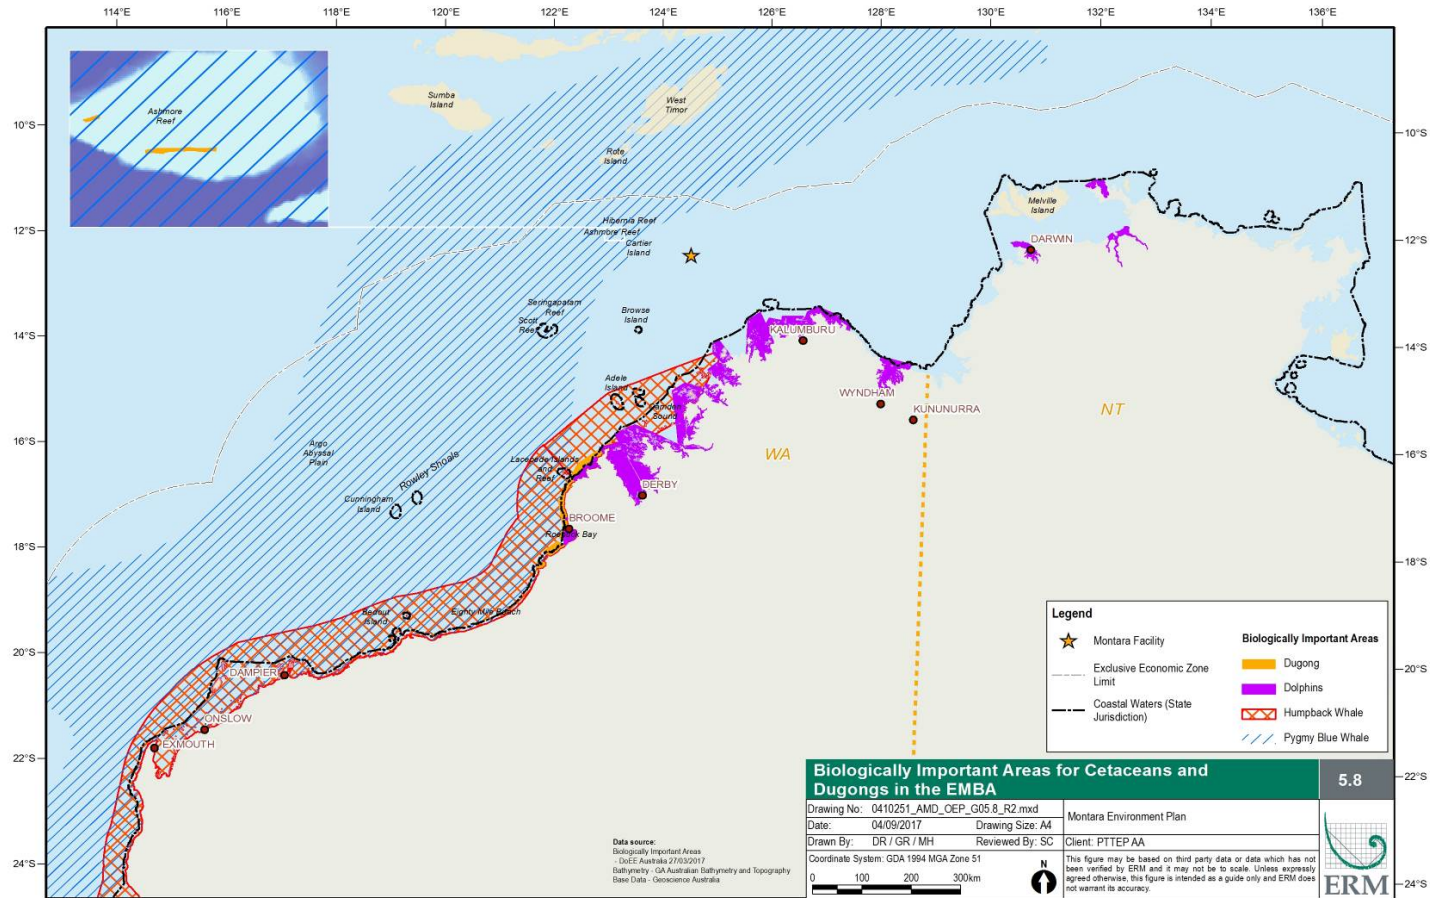 114°E 116°E 118°E 120°E 122°E 124°E 126°E 128°E 130°E 132°E 134°E 136°E
Ashmore
Reef
Sumba
Island
West
Timor
10°S
10°S
Rote
Island
Melville
Island
Hibernia Reef
Ashmore Reef
Cartier
Island
12°S
12°S
DARWIN
Seringapatam
Reef
Scott
Reef
Browse
Island
14°S
14°S
KALUMBURU
Adele
Island
Camden
Sound
WYNDHAM
KUNUNURRA
NT
WA
16°S
16°S
Argo
Abyssal
Plain
Lacepede Islands
and
Reef
Rowley Shoals
Cunningham
Island
DERBY
BROOME
Roebuck Bay
18°S
18°S
Bedout
Island
Eighty Mile Beach
20°S
20°S
DAMPIER
ONSLOW
EXMOUTH
22°S
22°S
24°S
24°S
Legend
Montara Facility
Exclusive Economic Zone
Limit
Coastal Waters (State
Jurisdiction)
Biologically Important Areas
Dugong
Dolphins
Humpback Whale
Pygmy Blue Whale
Biologically Important Areas for Cetaceans and
Dugongs in the EMBA
5.8
Drawing No: 0410251_AMD_OEP_G05.8_R2.mxd
Date: 04/09/2017 Drawing Size: A4
Drawn By: DR / GR / MH Reviewed By: SC
Montara Environment Plan
Client: PTTEP AA
Coordinate System: GDA 1994 MGA Zone 51
0 100 200 300km
N
This figure may be based on third party data or data which has not
been verified by ERM and it may not be to scale. Unless expressly
agreed otherwise, this figure is intended as a guide only and ERM does
not warrant its accuracy.
ERM
Data source:
Biologically Important Areas
- DoEE Australia 27/03/2017
Bathymetry - GA Australian Bathymetry and Topography
Base Data - Geoscience Australia